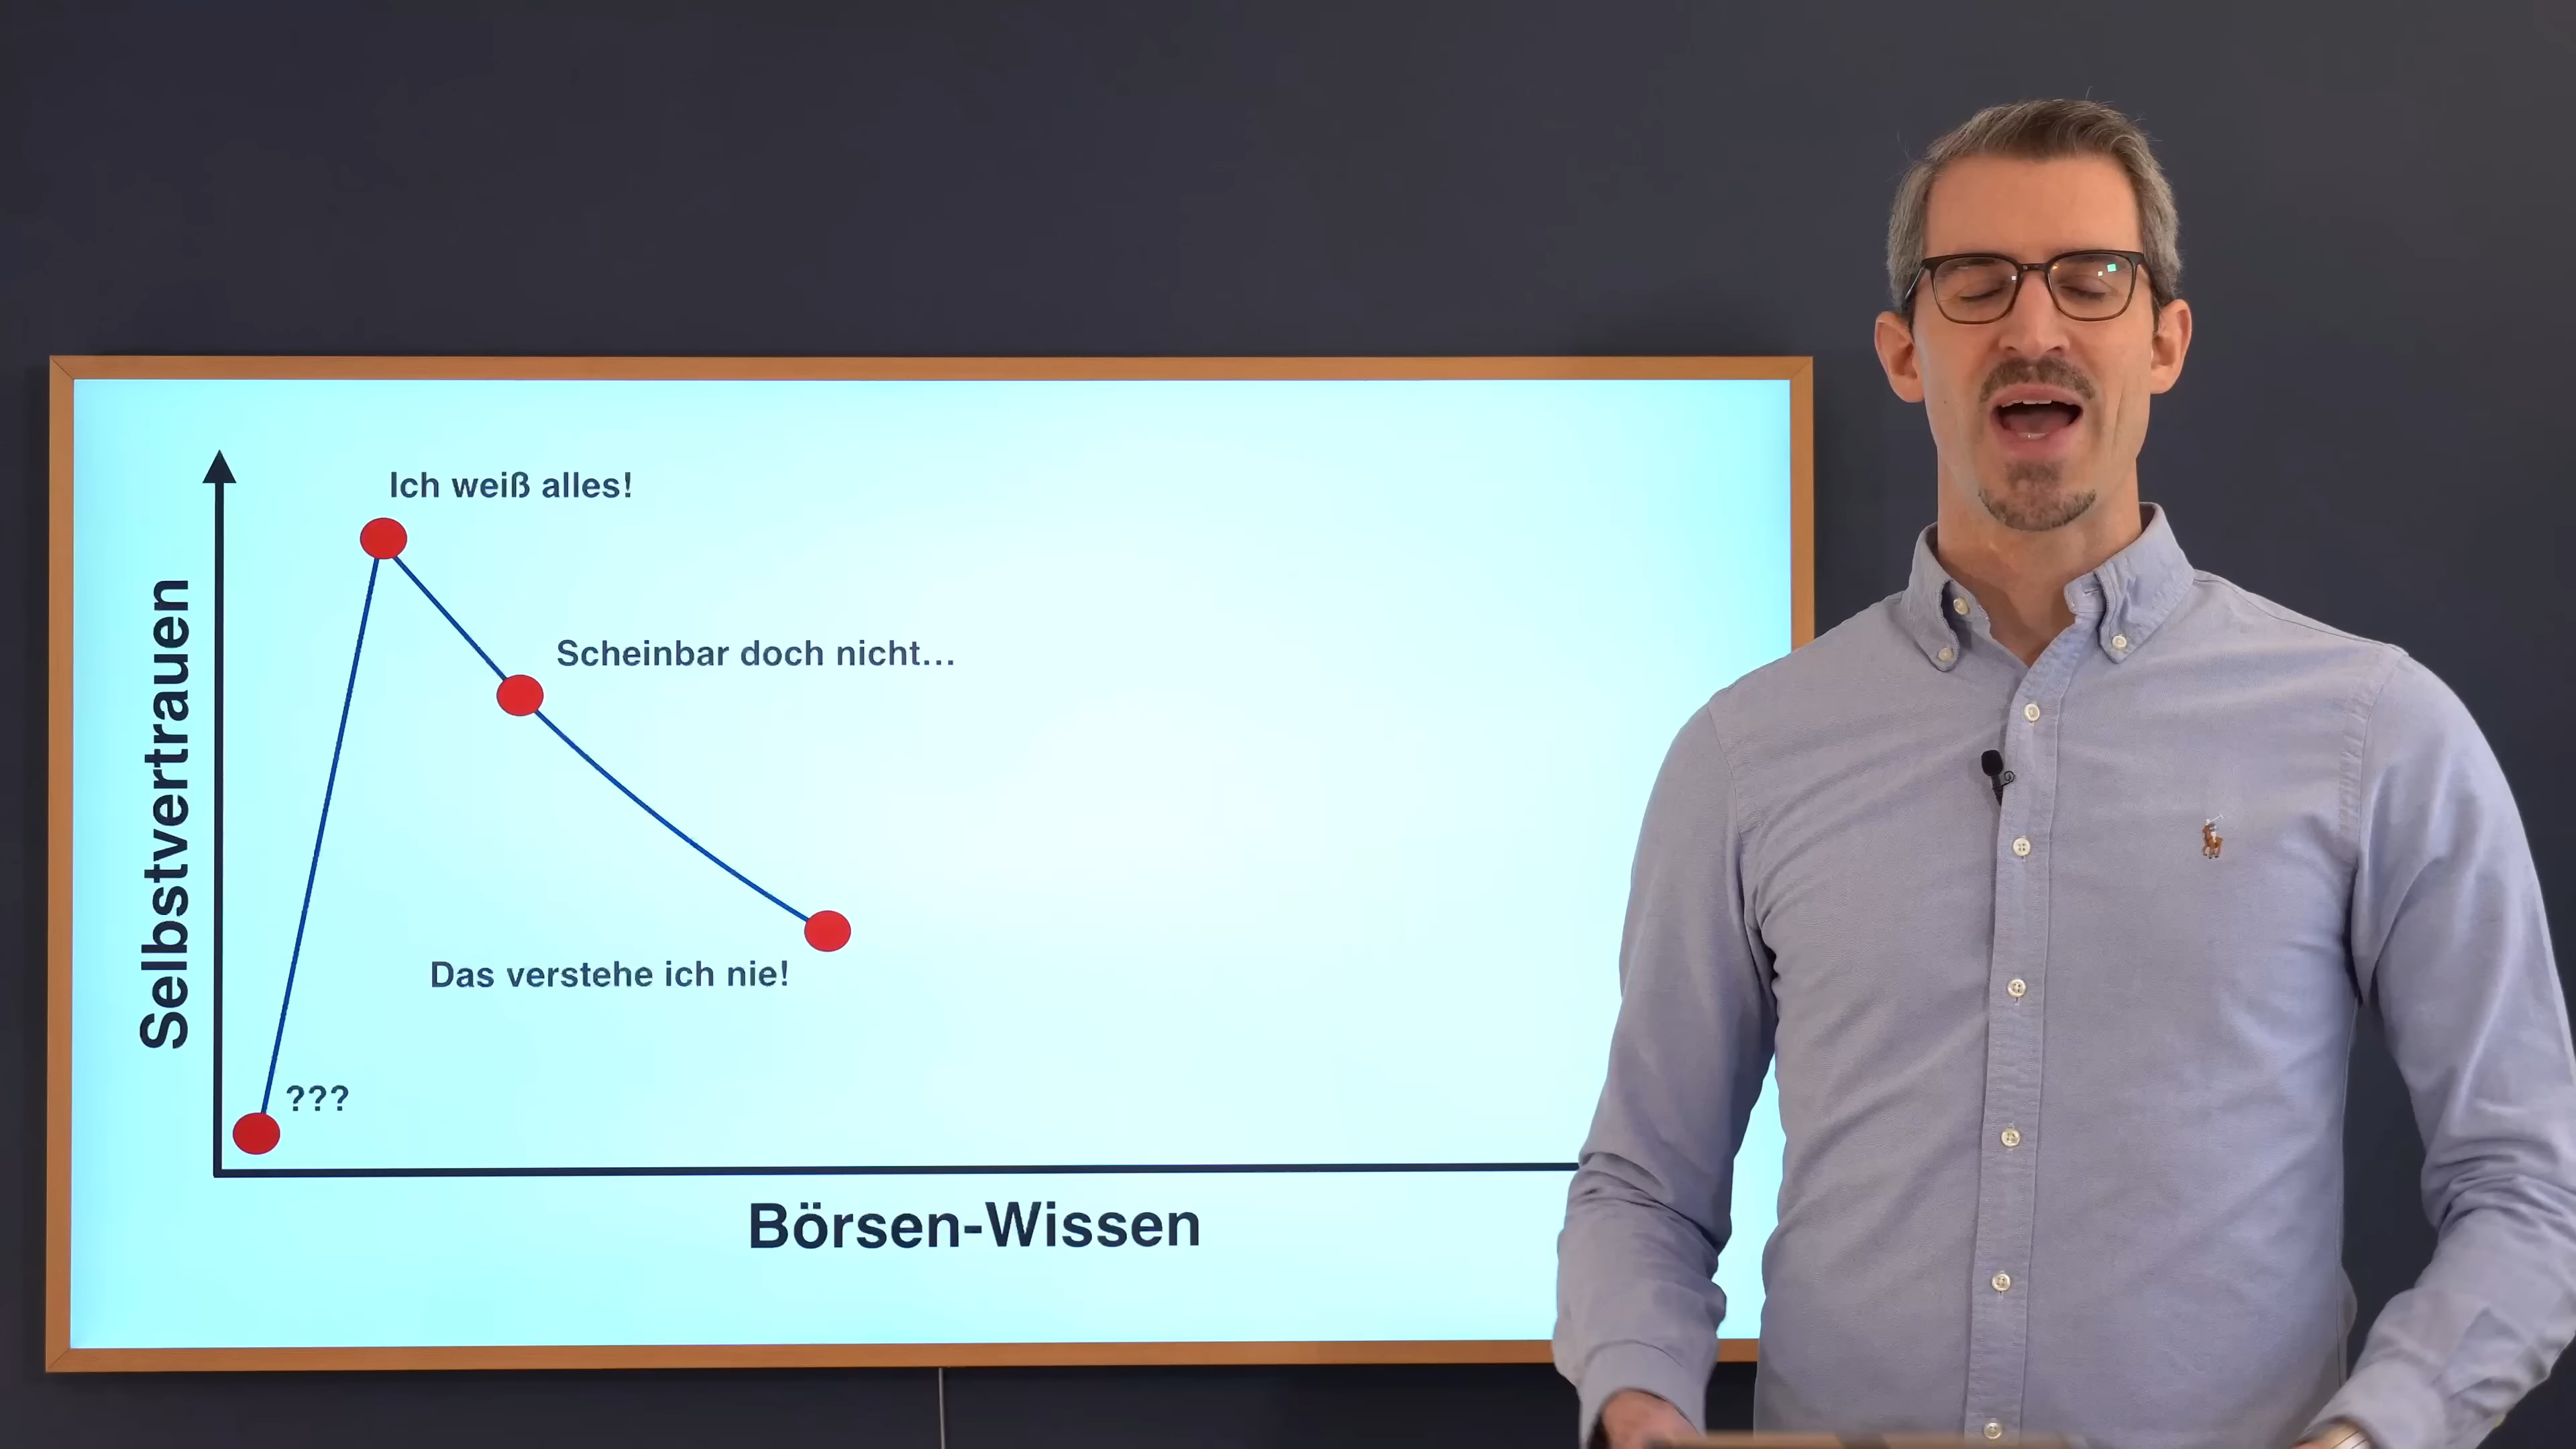 Ich weiß alles!
Scheinbar doch nicht...
Das verstehe ich nie!
???
Selbstvertrauen
Börsen-Wissen